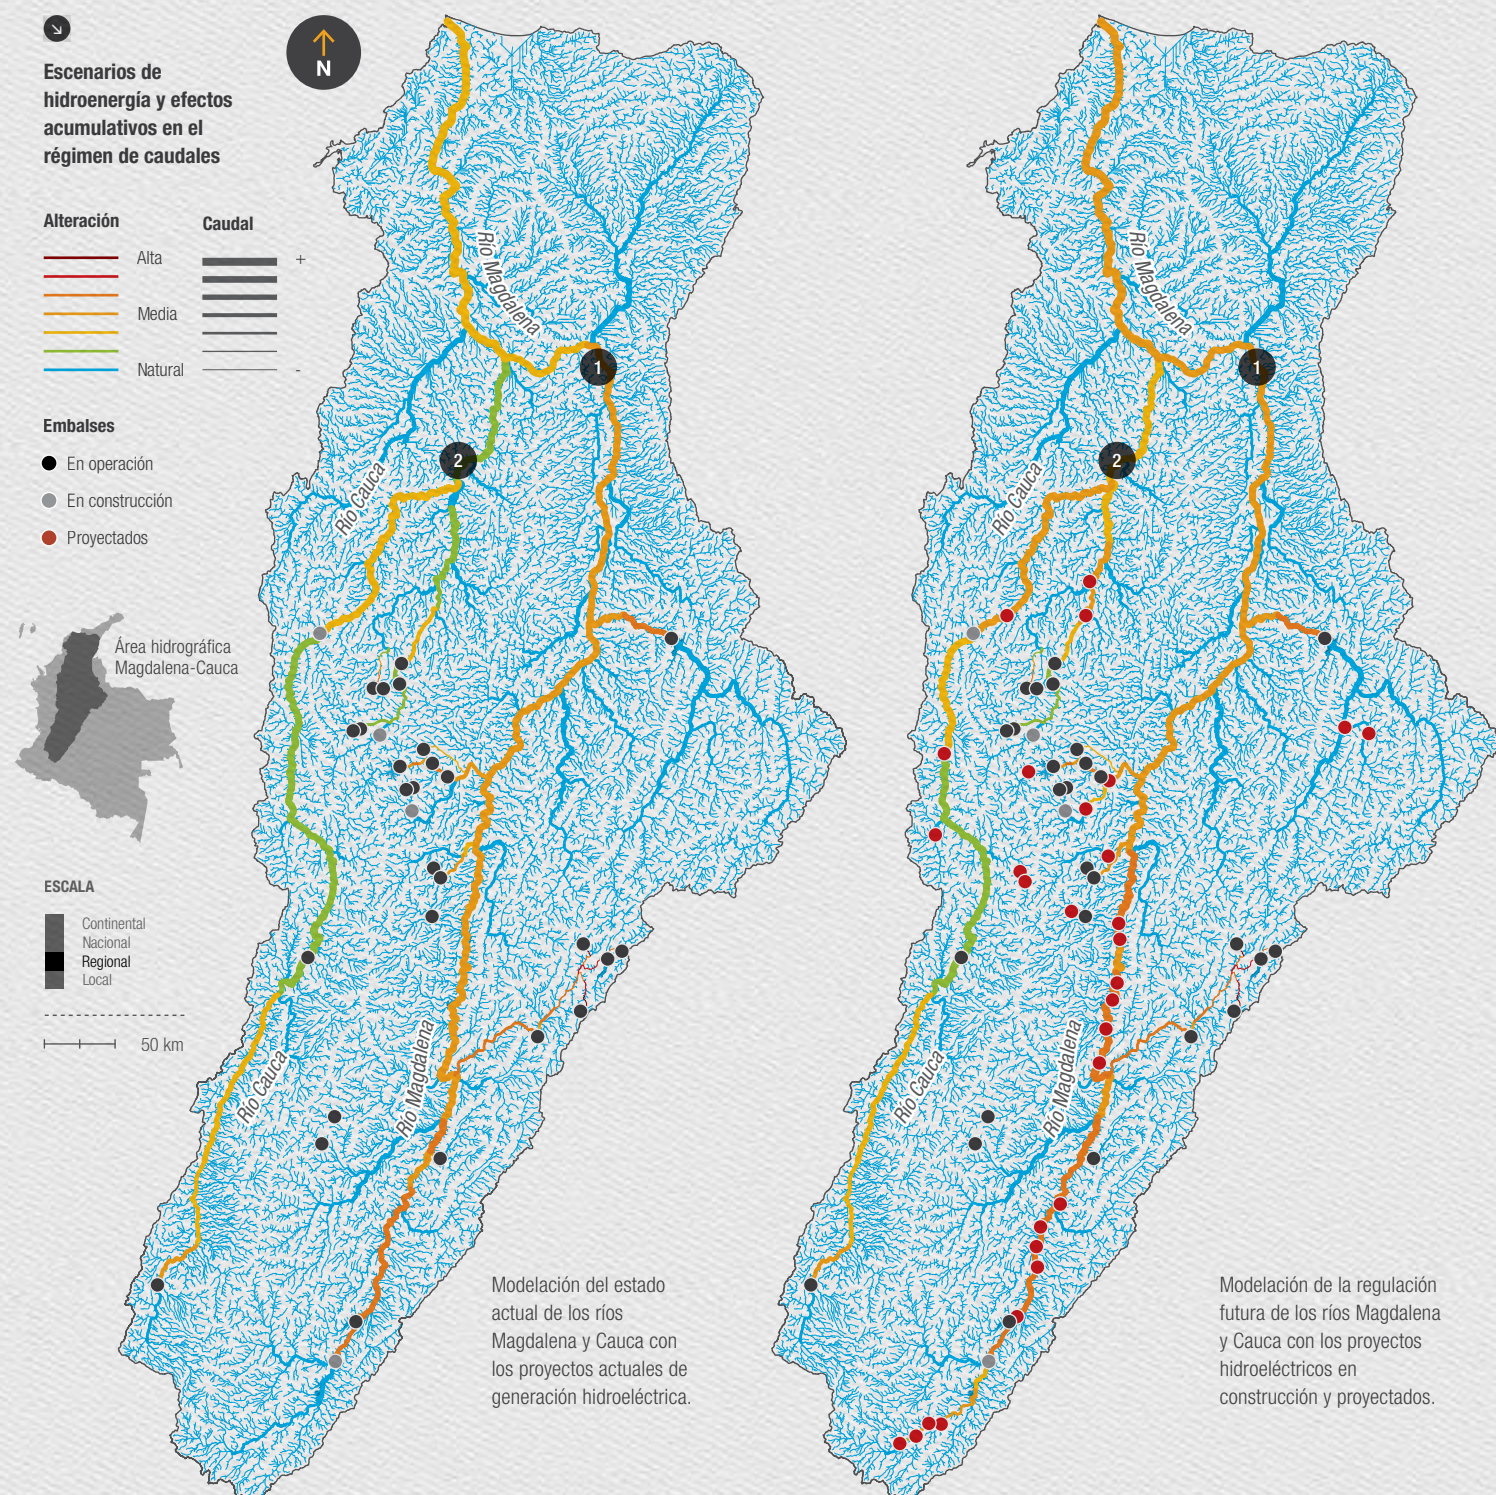 Escenarios de
hidroenergía y efectos
acumulativos en el
régimen de caudales
N
Alteración
Caudal
Alta
+
Media
Natural
-
Embalses
En operación
En construcción
Proyectados
Área hidrográfica
Magdalena-Cauca
ESCALA
Continental
Nacional
Regional
Local
50 km
Río Magdalena
1
2
Río Cauca
Río Cauca
Río Magdalena
Modelación del estado
actual de los ríos
Magdalena y Cauca con
los proyectos actuales de
generación hidroeléctrica.
Río Magdalena
1
2
Río Cauca
Río Cauca
Río Magdalena
Modelación de la regulación
futura de los ríos Magdalena
y Cauca con los proyectos
hidroeléctricos en
construcción y proyectados.